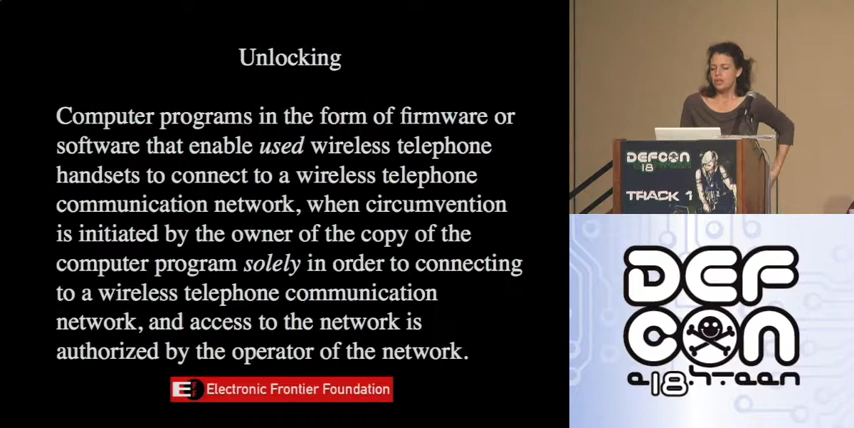 Unlocking
Computer programs in the form of firmware or
software that enable used wireless telephone
handsets to connect to a wireless telephone
communication network, when circumvention
is initiated by the owner of the copy of the
computer program solely in order to connecting
to a wireless telephone communication
network, and access to the network is
authorized by the operator of the network.
EFF Electronic Frontier Foundation
DEFCON
18
TRACK 1
DEF
CON
e.18.h.teen